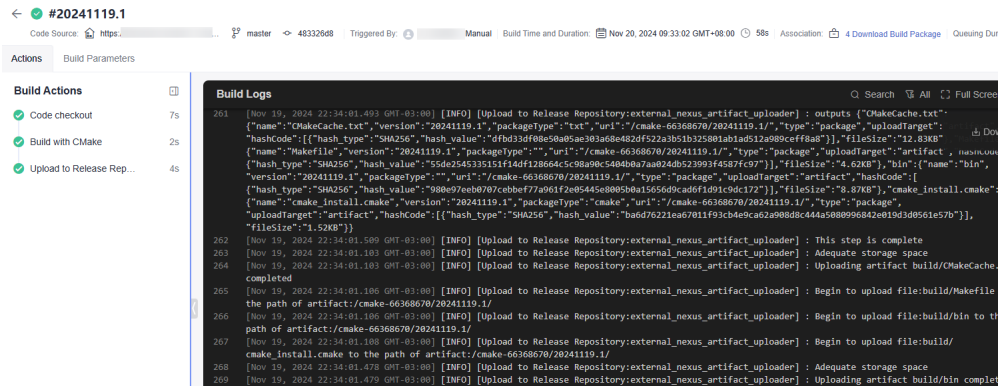 #20241119.1
Code Source: https: ... master 483326d8 Triggered By: Manual Build Time and Duration: Nov 20, 2024 09:33:02 GMT+08:00 58s Association: 4 Download Build Package Queuing Dur
Actions Build Parameters
Build Actions
Code checkout 7s
Build with CMake 2s
Upload to Release Rep... 4s
Build Logs Search All Full Scree
261 [Nov 19, 2024 22:34:01.493 GMT-03:00] [INFO] [Upload to Release Repository:external_nexus_artifact_uploader] : outputs {"CMakeCache.txt":
{"name":"CMakeCache.txt","version":"20241119.1","packageType":"txt","uri":"/cmake-66368670/20241119.1/","type":"package","uploadTarget":
Dow
"hashCode":[{"hash_type":"SHA256","hash_value":"dfbd33df08e50a05ae303a68e482df522a3b51b325801ab1ad512a989ceff8a8"}],"fileSize":"12.83KB
{"name":"Makefile","version":"20241119.1","packageType":"","uri":"/cmake-66368670/20241119.1/","type":"package","uploadTarget":"artifact", hashCode
{"hash_type":"SHA256","hash_value":"55de2545335151f14df128664c5c98a90c5404b0a7aa024db523993f4587fc97"}],"fileSize":"4.62KB"},"bin":{"name":"bin",
"version":"20241119.1","packageType":"","uri":"/cmake-66368670/20241119.1/","type":"package","uploadTarget":"artifact","hashCode":[
{"hash_type":"SHA256","hash_value":"980e97eeb0707cebbef77a961f2e05445e8005b0a15656d9cad6f1d91c9dc172"}],"fileSize":"8.87KB"},"cmake_install.cmake":
{"name":"cmake_install.cmake","version":"20241119.1","packageType":"cmake","uri":"/cmake-66368670/20241119.1/","type":"package",
"uploadTarget":"artifact","hashCode":[{"hash_type":"SHA256","hash_value":"ba6d76221ea67011f93cb4e9ca62a908d8c444a5080996842e019d3d0561e57b"}],
"fileSize":"1.52KB"}}
262 [Nov 19, 2024 22:34:01.509 GMT-03:00] [INFO] [Upload to Release Repository:external_nexus_artifact_uploader] : This step is complete
263 [Nov 19, 2024 22:34:01.103 GMT-03:00] [INFO] [Upload to Release Repository:external_nexus_artifact_uploader] : Adequate storage space
264 [Nov 19, 2024 22:34:01.103 GMT-03:00] [INFO] [Upload to Release Repository:external_nexus_artifact_uploader] : Uploading artifact build/CMakeCache.
completed
265 [Nov 19, 2024 22:34:01.106 GMT-03:00] [INFO] [Upload to Release Repository:external_nexus_artifact_uploader] : Begin to upload file:build/Makefile
the path of artifact:/cmake-66368670/20241119.1/
266 [Nov 19, 2024 22:34:01.106 GMT-03:00] [INFO] [Upload to Release Repository:external_nexus_artifact_uploader] : Begin to upload file:build/bin to th
path of artifact:/cmake-66368670/20241119.1/
267 [Nov 19, 2024 22:34:01.108 GMT-03:00] [INFO] [Upload to Release Repository:external_nexus_artifact_uploader] : Begin to upload file:build/
cmake_install.cmake to the path of artifact:/cmake-66368670/20241119.1/
268 [Nov 19, 2024 22:34:01.478 GMT-03:00] [INFO] [Upload to Release Repository:external_nexus_artifact_uploader] : Adequate storage space
269 [Nov 19, 2024 22:34:01.479 GMT-03:00] [INFO] [Upload to Release Repository:external_nexus_artifact_uploader] : Uploading artifact build/bin complet